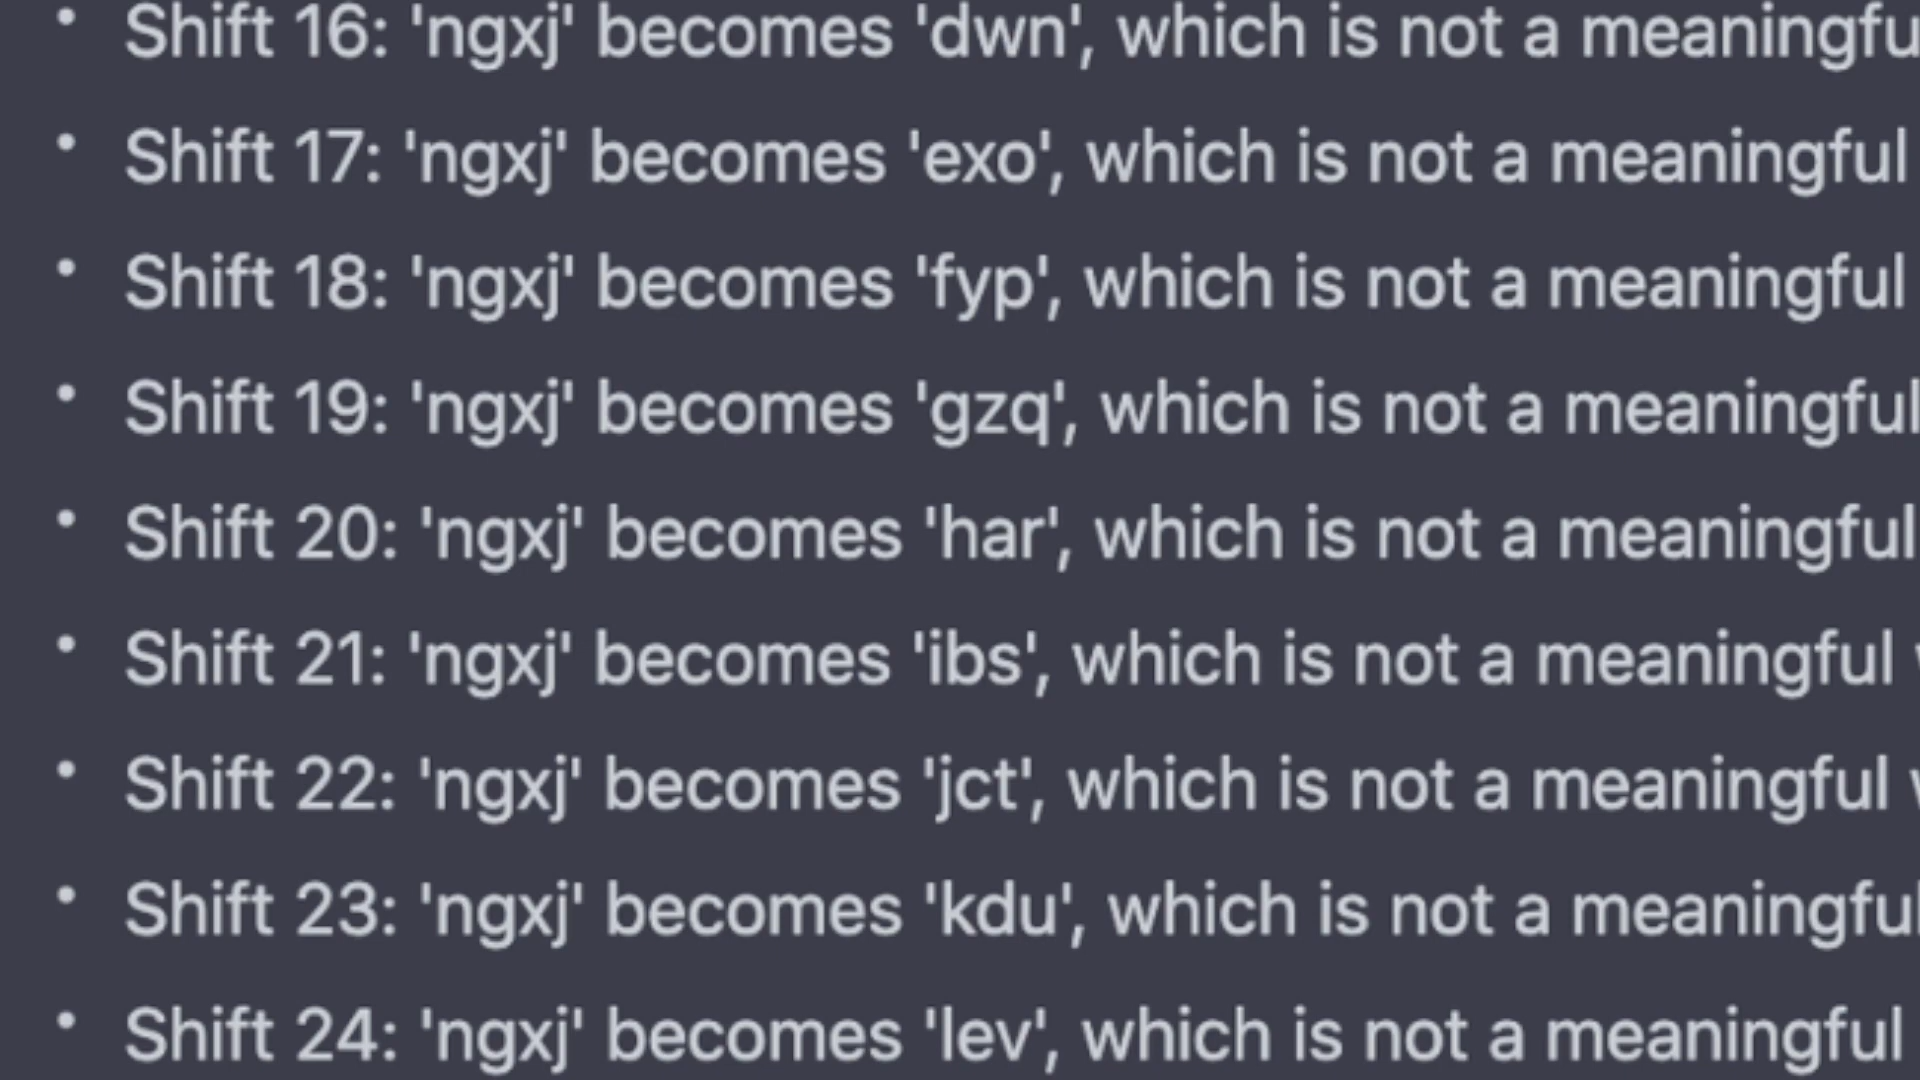 • Shift 16: 'ngxj' becomes 'dwn', which is not a meaningfu
• Shift 17: 'ngxj' becomes 'exo', which is not a meaningful
• Shift 18: 'ngxj' becomes 'fyp', which is not a meaningful
• Shift 19: 'ngxj' becomes 'gzq', which is not a meaningful
• Shift 20: 'ngxj' becomes 'har', which is not a meaningful
• Shift 21: 'ngxj' becomes 'ibs', which is not a meaningful
• Shift 22: 'ngxj' becomes 'jct', which is not a meaningful
• Shift 23: 'ngxj' becomes 'kdu', which is not a meaningful
• Shift 24: 'ngxj' becomes 'lev', which is not a meaningful